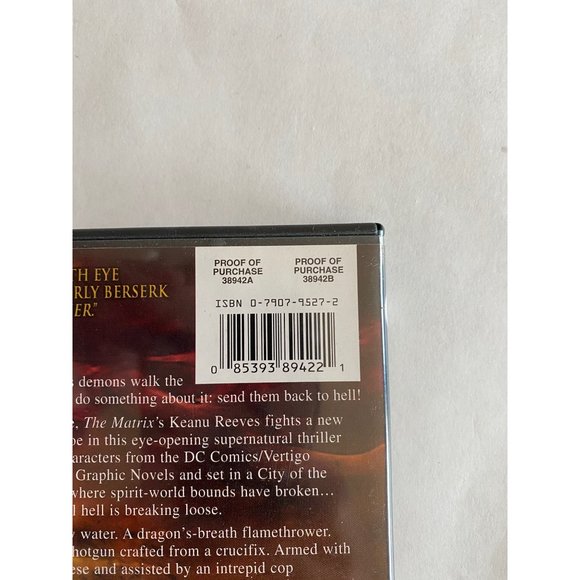 TH EYE
RLY BERSERK
ER."
PROOF OF PURCHASE 38942A
PROOF OF PURCHASE 38942B
ISBN 0-7907-9527-2
0 85393 89422 1
s demons walk the
do something about it: send them back to hell!
e. The Matrix's Keanu Reeves fights a new
pe in this eye-opening supernatural thriller
haracters from the DC Comics/Vertigo
Graphic Novels and set in a City of the
where spirit-world bounds have broken...
l hell is breaking loose.
y water. A dragon's-breath flamethrower.
shotgun crafted from a crucifix. Armed with
ese and assisted by an intrepid cop